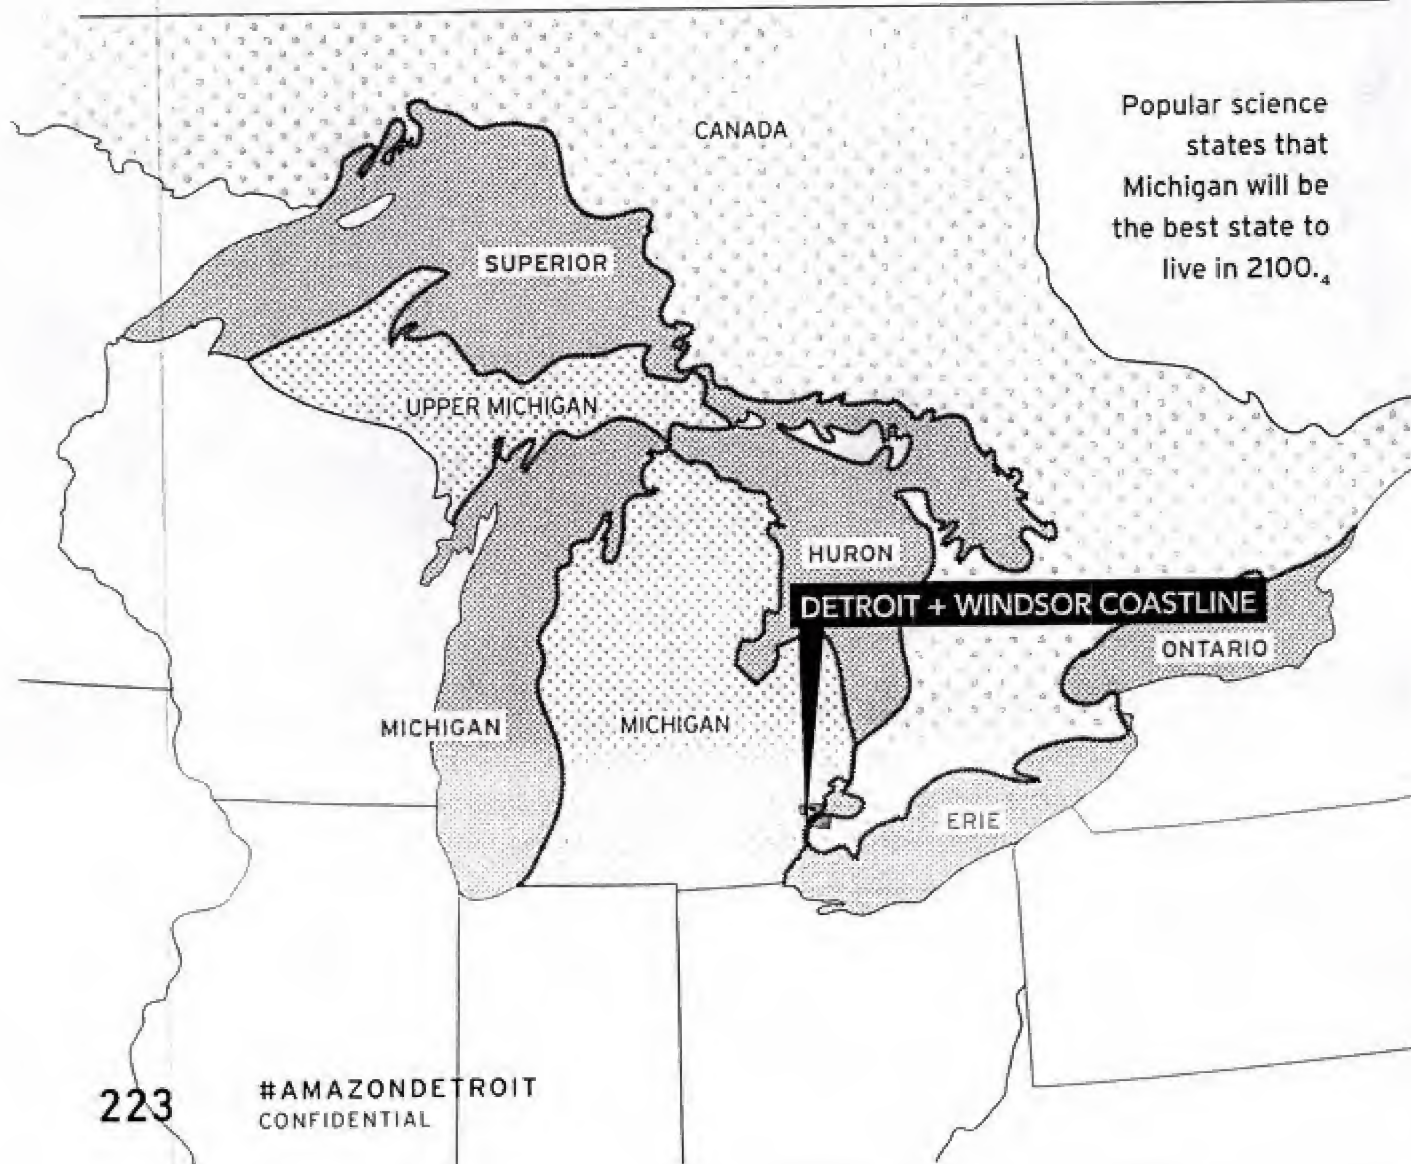 CANADA
Popular science
states that
Michigan will be
the best state to
live in 2100.₄
SUPERIOR
UPPER MICHIGAN
HURON
DETROIT + WINDSOR COASTLINE
ONTARIO
MICHIGAN
MICHIGAN
ERIE
223
#AMAZONDETROIT
CONFIDENTIAL